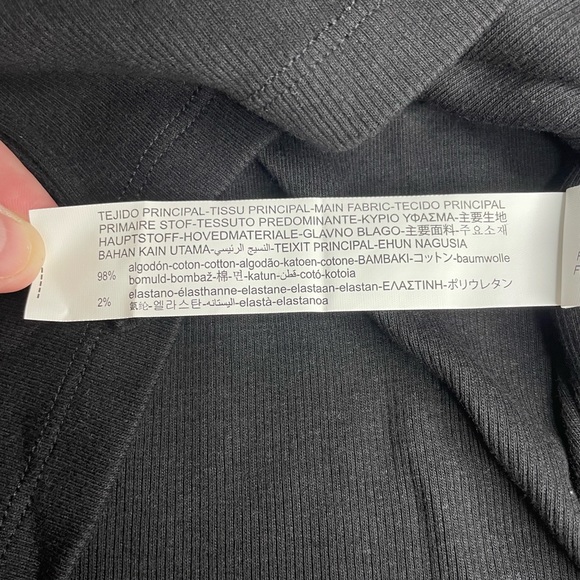 TEJIDO PRINCIPAL-TISSU PRINCIPAL-MAIN FABRIC-TECIDO PRINCIPAL
PRIMAIRE STOF-TESSUTO PREDOMINANTE-ΚΥΡΙΟ ΥΦΑΣΜΑ-主要生地
HAUPTSTOFF-HOVEDMATERIALE-GLAVNO BLAGO-主要面料-주요소재
BAHAN KAIN UTAMA-النسيج الرئيسي-TEIXIT PRINCIPAL-EHUN NAGUSIA
98% algodón-coton-cotton-algodão-katoen-cotone-ΒΑΜΒΑΚΙ-コットン-baumwolle
bomuld-bombaž-棉-면-katun-قطن-cotó-kotoia
2% elastano-élasthanne-elastane-elastaan-elastan-ΕΛΑΣΤΙΝΗ-ポリウレタン
氨纶-엘라스탄-اليستانه-elastà-elastanoa